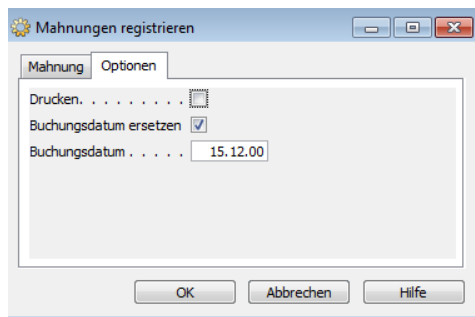 Mahnungen registrieren
Mahnung Optionen
Drucken. . . . . . . . .
Buchungsdatum ersetzen
Buchungsdatum . . . . . 15.12.00
OK Abbrechen Hilfe